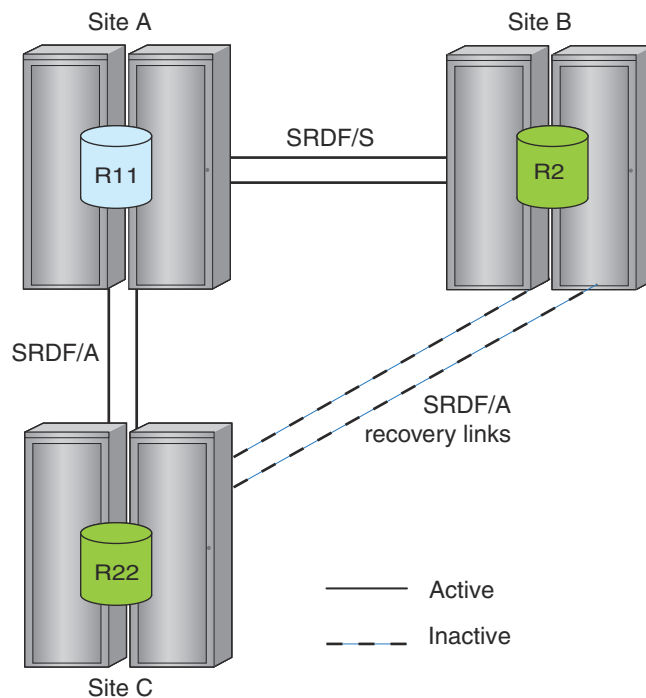 Site A
Site B
SRDF/S
R11
R2
SRDF/A
SRDF/A
recovery links
R22
Active
Inactive
Site C